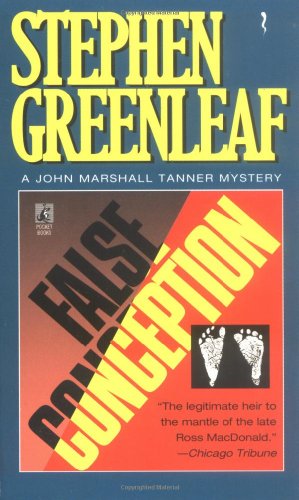 STEPHEN
GREENLEAF
A JOHN MARSHALL TANNER MYSTERY
POCKET
BOOKS
FALSE
CONCEPTION
"The legitimate heir to
the mantle of the late
Ross MacDonald."
—Chicago Tribune